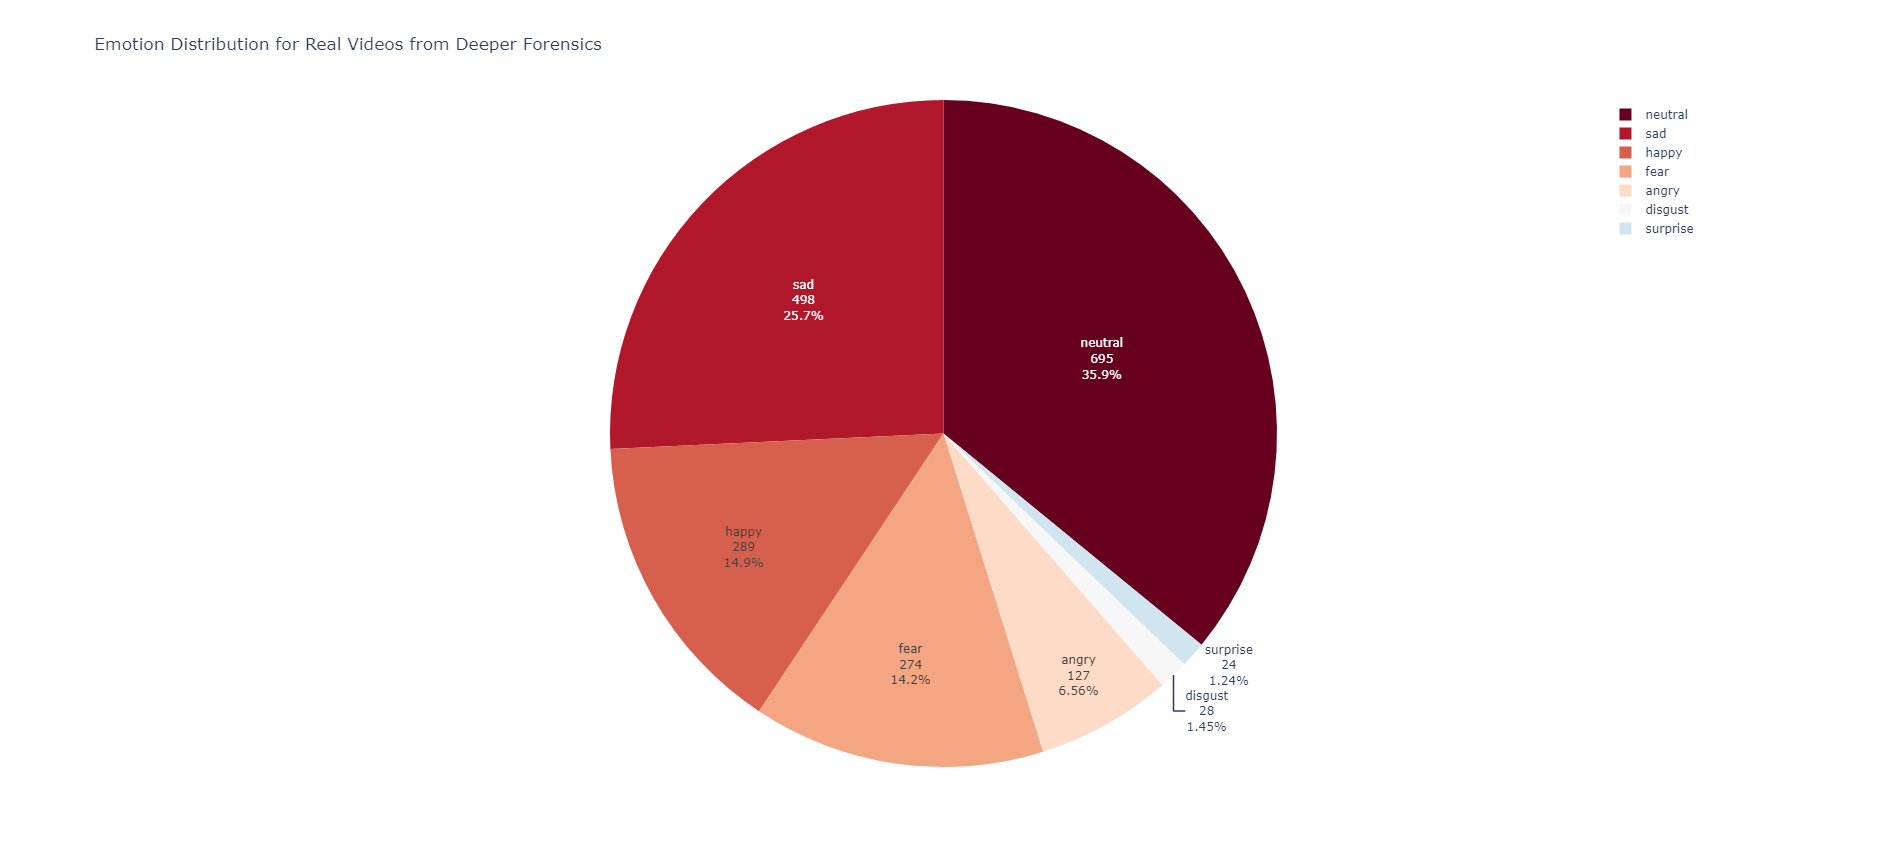 Emotion Distribution for Real Videos from Deeper Forensics
neutral
sad
happy
fear
angry
disgust
surprise
sad
498
25.7%
neutral
695
35.9%
happy
289
14.9%
fear
274
14.2%
angry
127
6.56%
surprise
24
1.24%
disgust
28
1.45%